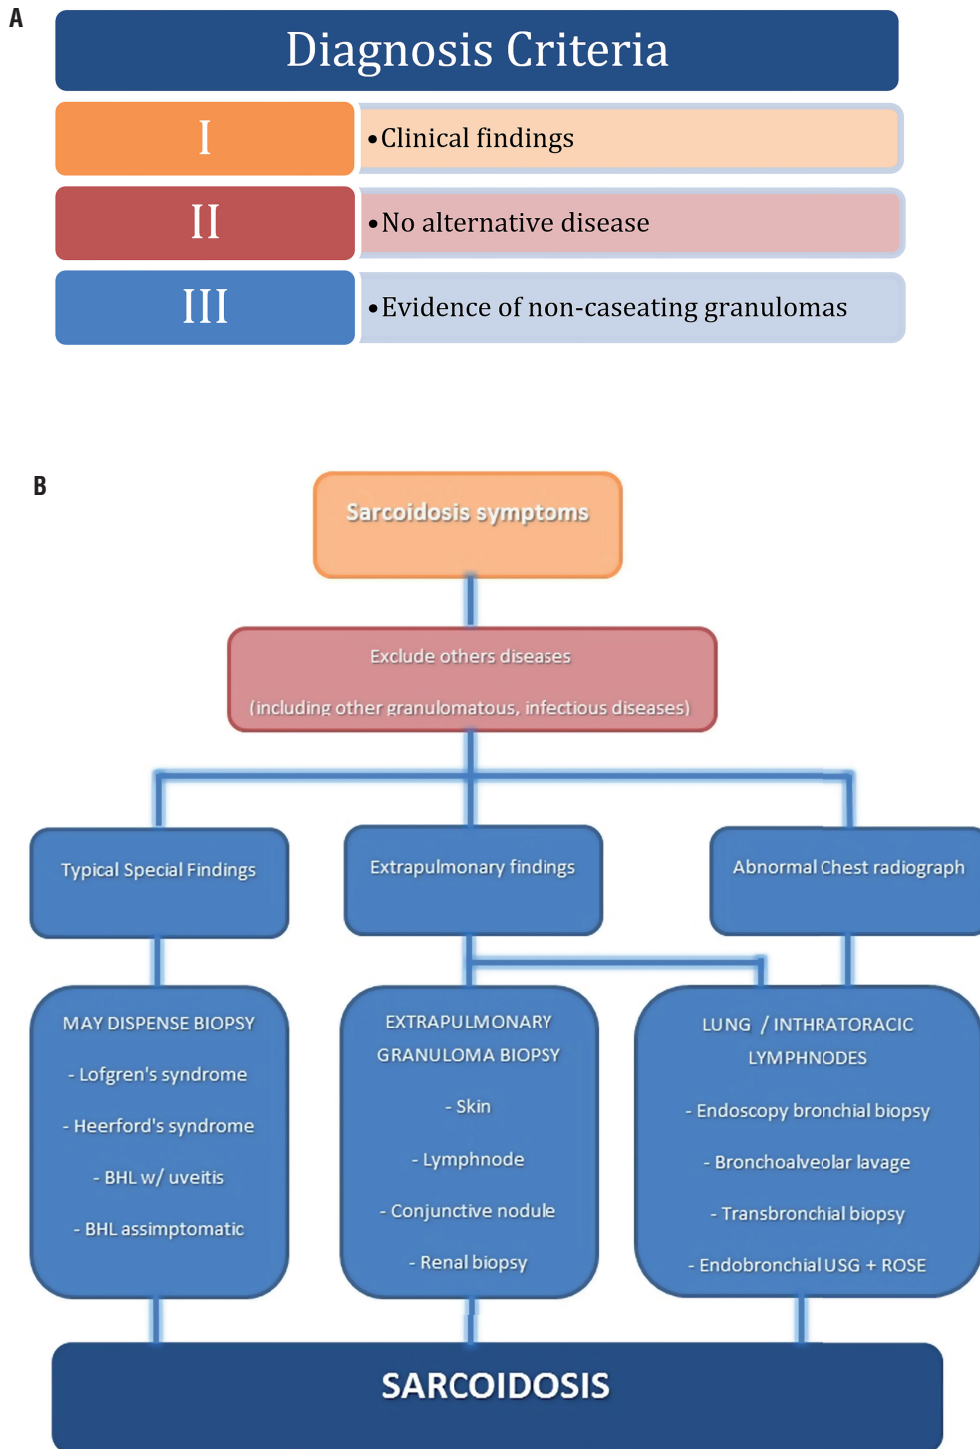 A
Diagnosis Criteria
I
•Clinical findings
II
•No alternative disease
III
•Evidence of non-caseating granulomas
B
Sarcoidosis symptoms
Exclude others diseases
(including other granulomatous, infectious diseases)
Typical Special Findings
Extrapulmonary findings
Abnormal Chest radiograph
MAY DISPENSE BIOPSY
- Lofgren's syndrome
- Heerford's syndrome
- BHL w/ uveitis
- BHL assimptomatic
EXTRAPULMONARY
GRANULOMA BIOPSY
- Skin
- Lymphnode
- Conjunctive nodule
- Renal biopsy
LUNG / INTHRATORACIC
LYMPHNODES
- Endoscopy bronchial biopsy
- Bronchoalveolar lavage
- Transbronchial biopsy
- Endobronchial USG + ROSE
SARCOIDOSIS